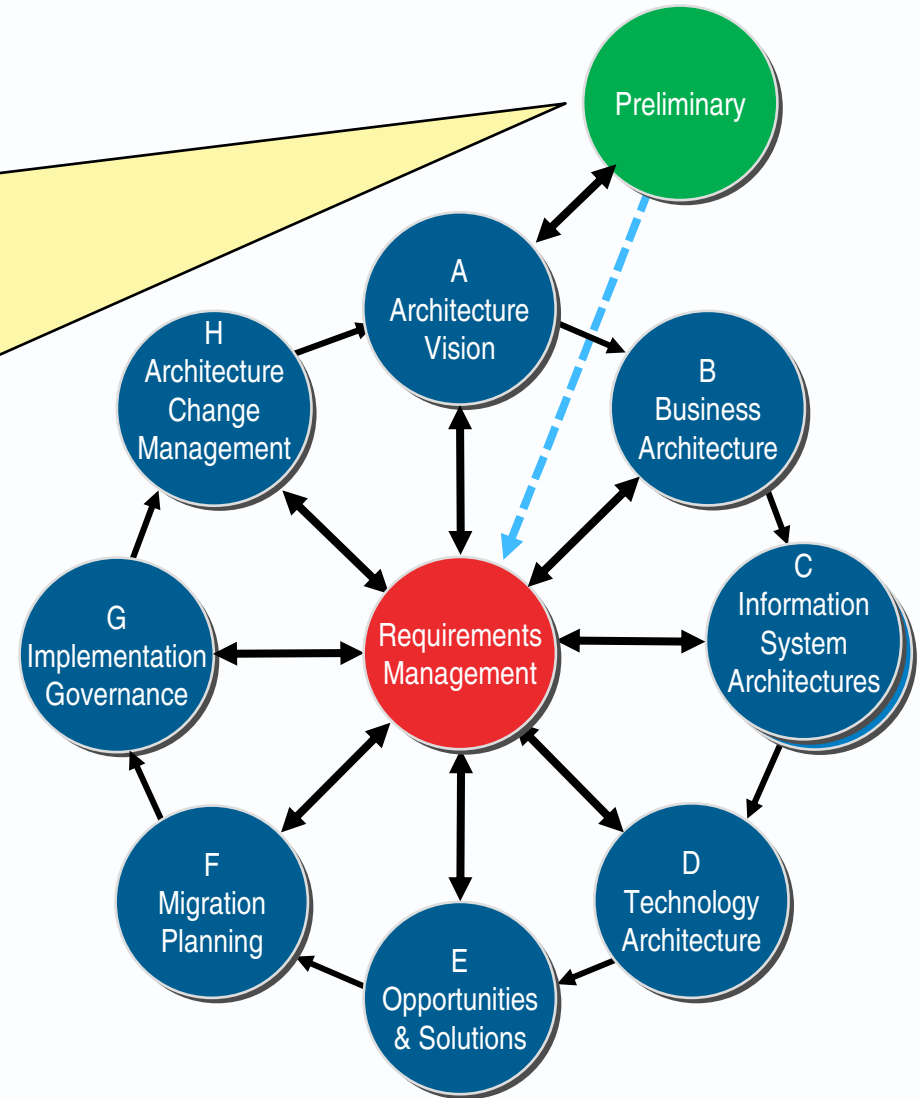 Preliminary
A
Architecture
Vision
H
Architecture
Change
Management
B
Business
Architecture
C
Information
System
Architectures
G
Implementation
Governance
Requirements
Management
F
Migration
Planning
D
Technology
Architecture
E
Opportunities
& Solutions